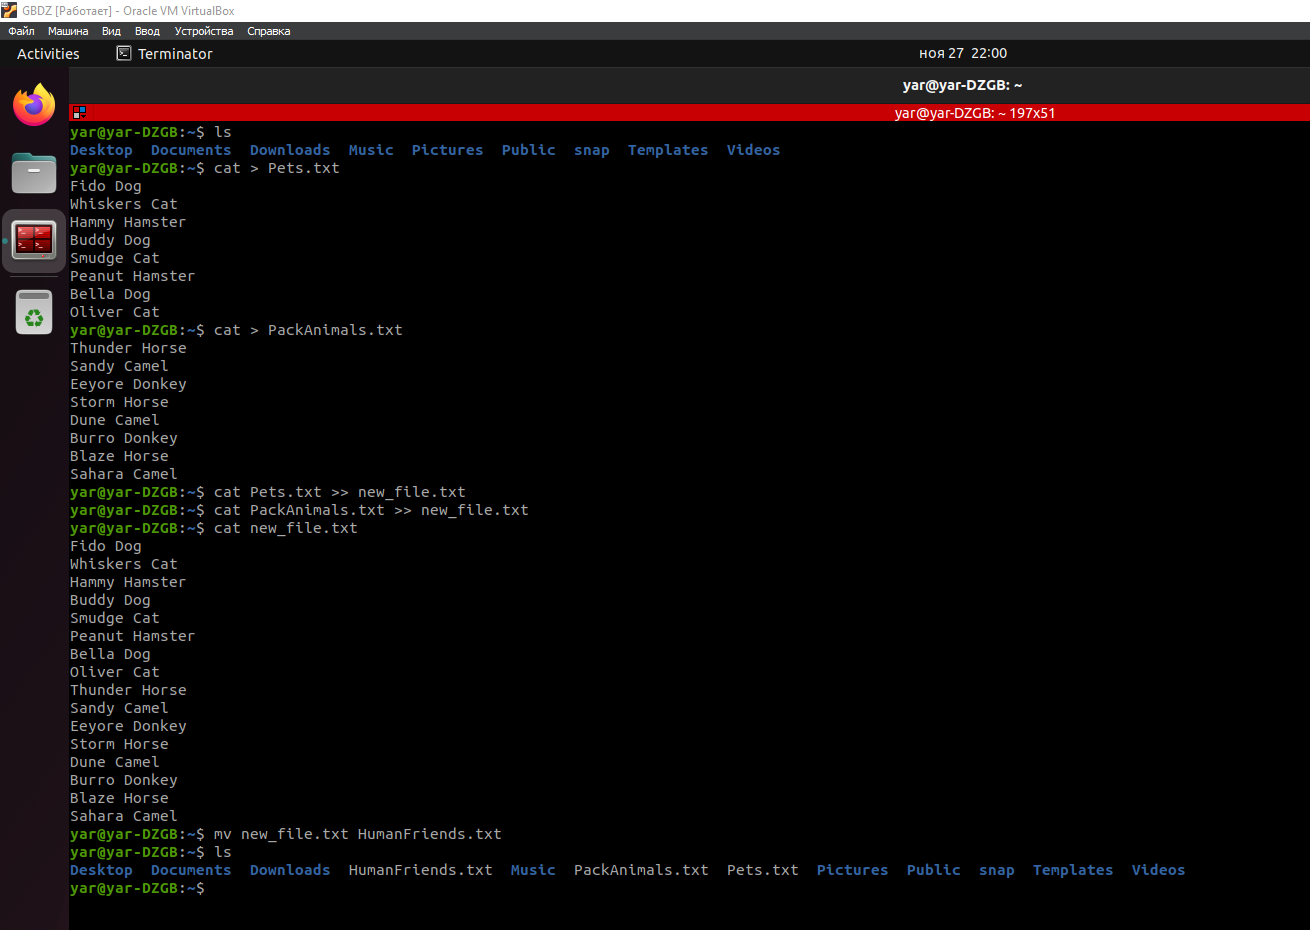 GBDZ [Работает] - Oracle VM VirtualBox
Файл Машина Вид Ввод Устройства Справка
Activities Terminator ноя 27 22:00
yar@yar-DZGB: ~
yar@yar-DZGB: ~ 197x51
yar@yar-DZGB:~$ ls
Desktop Documents Downloads Music Pictures Public snap Templates Videos
yar@yar-DZGB:~$ cat > Pets.txt
Fido Dog
Whiskers Cat
Hammy Hamster
Buddy Dog
Smudge Cat
Peanut Hamster
Bella Dog
Oliver Cat
yar@yar-DZGB:~$ cat > PackAnimals.txt
Thunder Horse
Sandy Camel
Eeyore Donkey
Storm Horse
Dune Camel
Burro Donkey
Blaze Horse
Sahara Camel
yar@yar-DZGB:~$ cat Pets.txt >> new_file.txt
yar@yar-DZGB:~$ cat PackAnimals.txt >> new_file.txt
yar@yar-DZGB:~$ cat new_file.txt
Fido Dog
Whiskers Cat
Hammy Hamster
Buddy Dog
Smudge Cat
Peanut Hamster
Bella Dog
Oliver Cat
Thunder Horse
Sandy Camel
Eeyore Donkey
Storm Horse
Dune Camel
Burro Donkey
Blaze Horse
Sahara Camel
yar@yar-DZGB:~$ mv new_file.txt HumanFriends.txt
yar@yar-DZGB:~$ ls
Desktop Documents Downloads HumanFriends.txt Music PackAnimals.txt Pets.txt Pictures Public snap Templates Videos
yar@yar-DZGB:~$